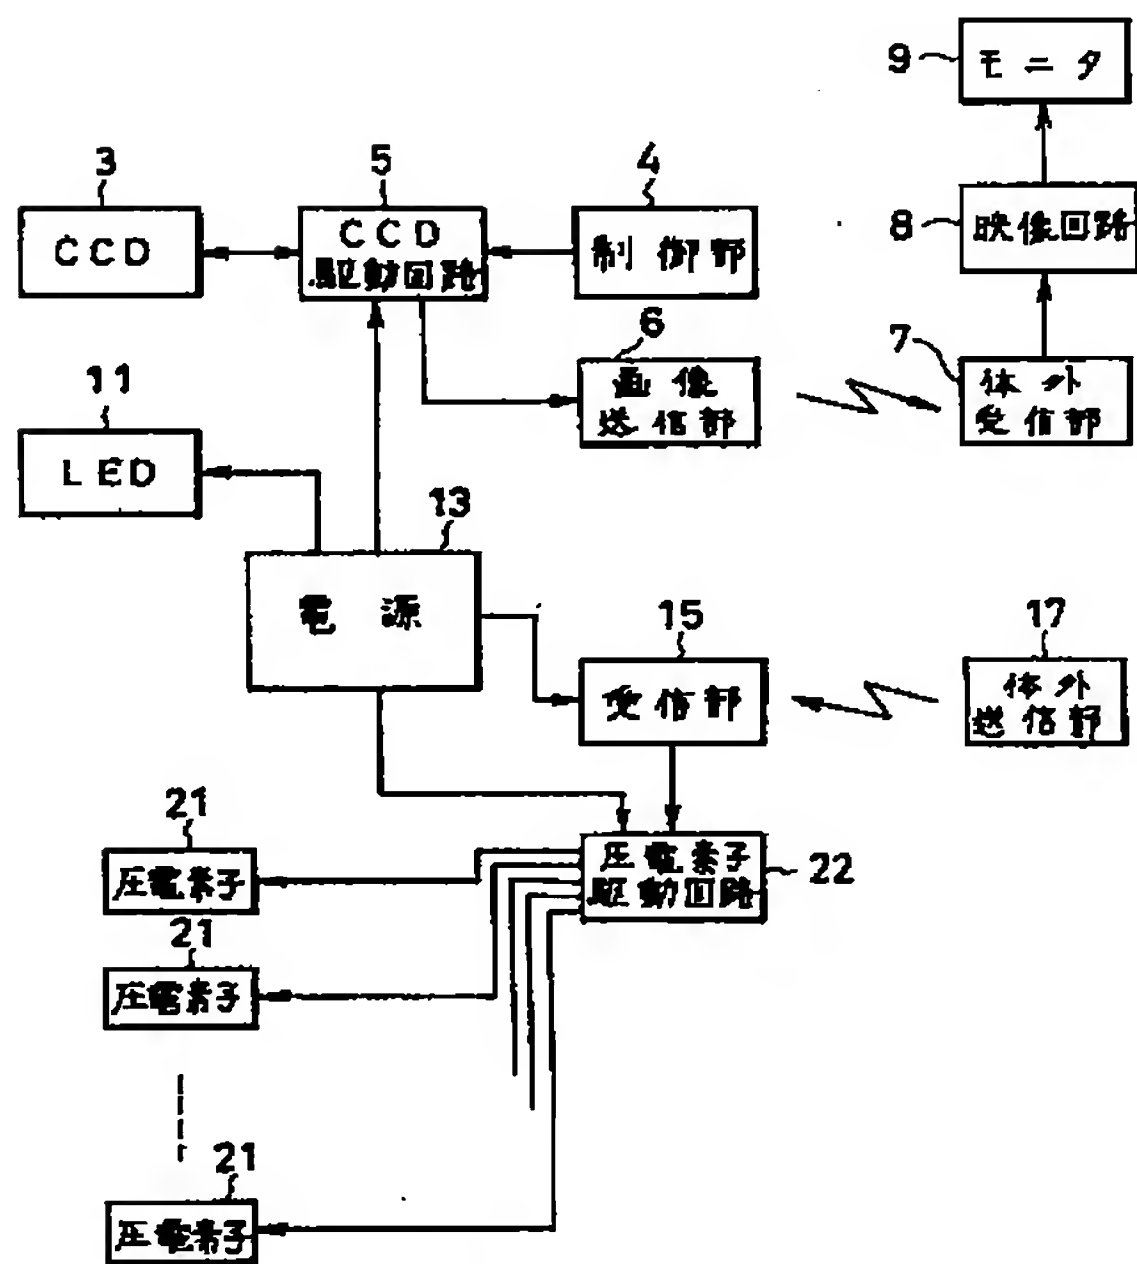 9
モニタ
3
5
4
8
CCD
CCD
駆動回路
制御部
映像回路
6
7
11
画像
送信部
体外
受信部
LED
13
電源
15
17
受信部
体外
送信部
21
圧電素子
圧電素子
駆動回路
22
21
圧電素子
21
圧電素子